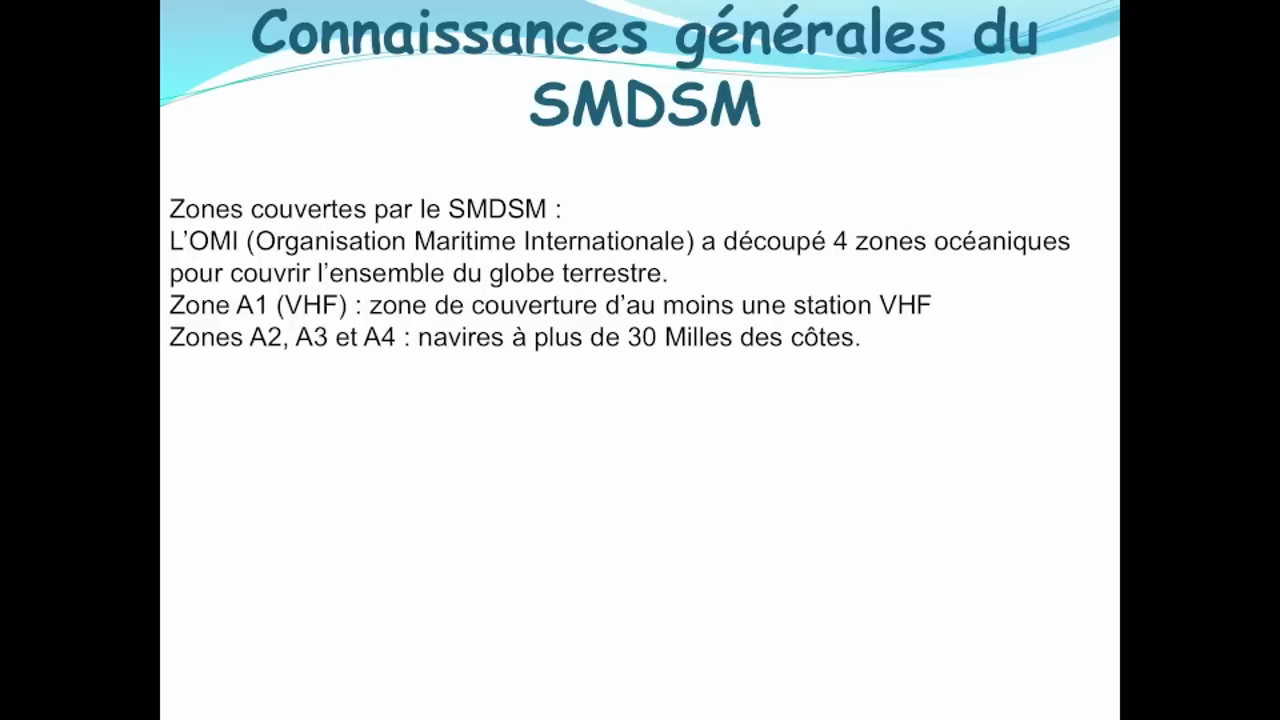 Connaissances générales du
SMDSM
Zones couvertes par le SMDSM :
L’OMI (Organisation Maritime Internationale) a découpé 4 zones océaniques
pour couvrir l’ensemble du globe terrestre.
Zone A1 (VHF) : zone de couverture d’au moins une station VHF
Zones A2, A3 et A4 : navires à plus de 30 Milles des côtes.